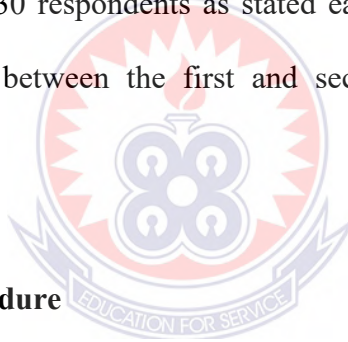 30 respondents as stated ea
between the first and sec
dure
EDUCATION FOR SERVICE